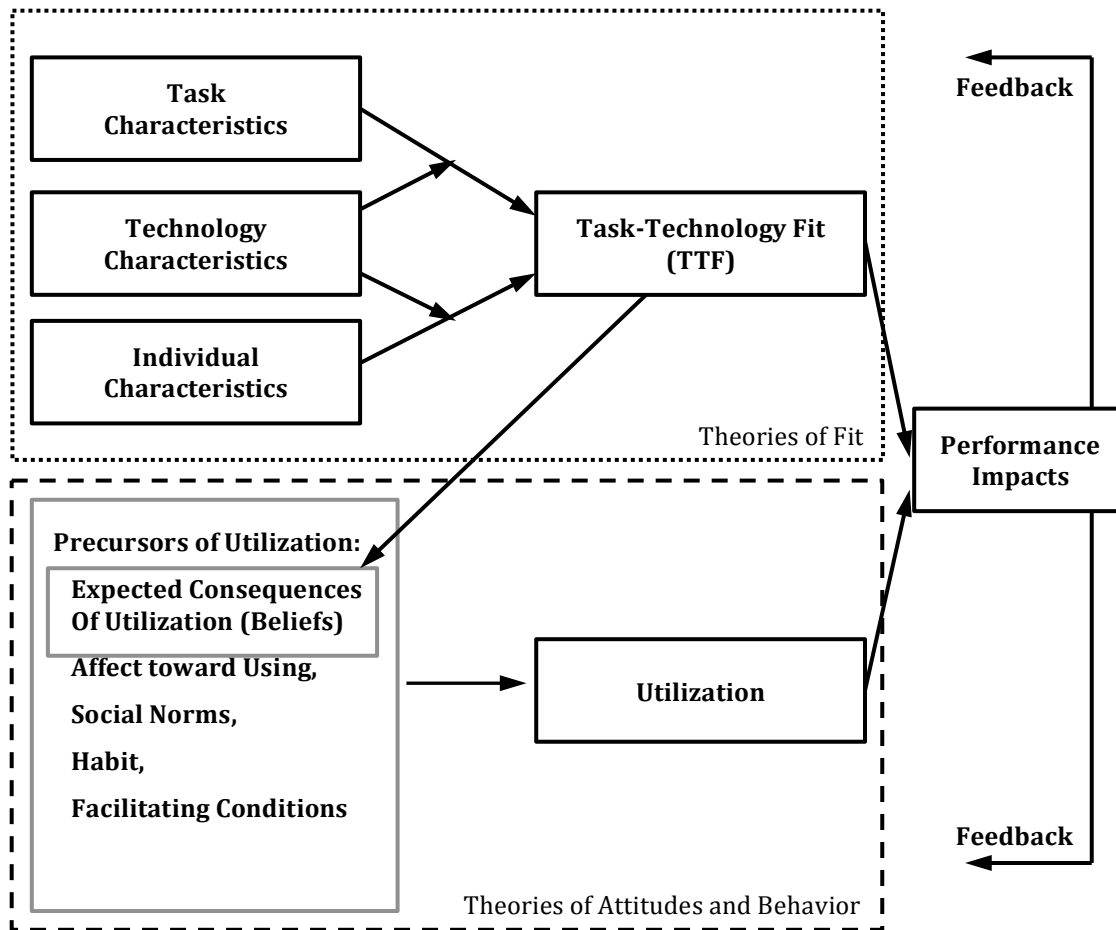 Task
Characteristics
Technology
Characteristics
Individual
Characteristics
Task-Technology Fit
(TTF)
Theories of Fit
Feedback
Performance
Impacts
Precursors of Utilization:
Expected Consequences
Of Utilization (Beliefs)
Affect toward Using,
Social Norms,
Habit,
Facilitating Conditions
Utilization
Theories of Attitudes and Behavior
Feedback